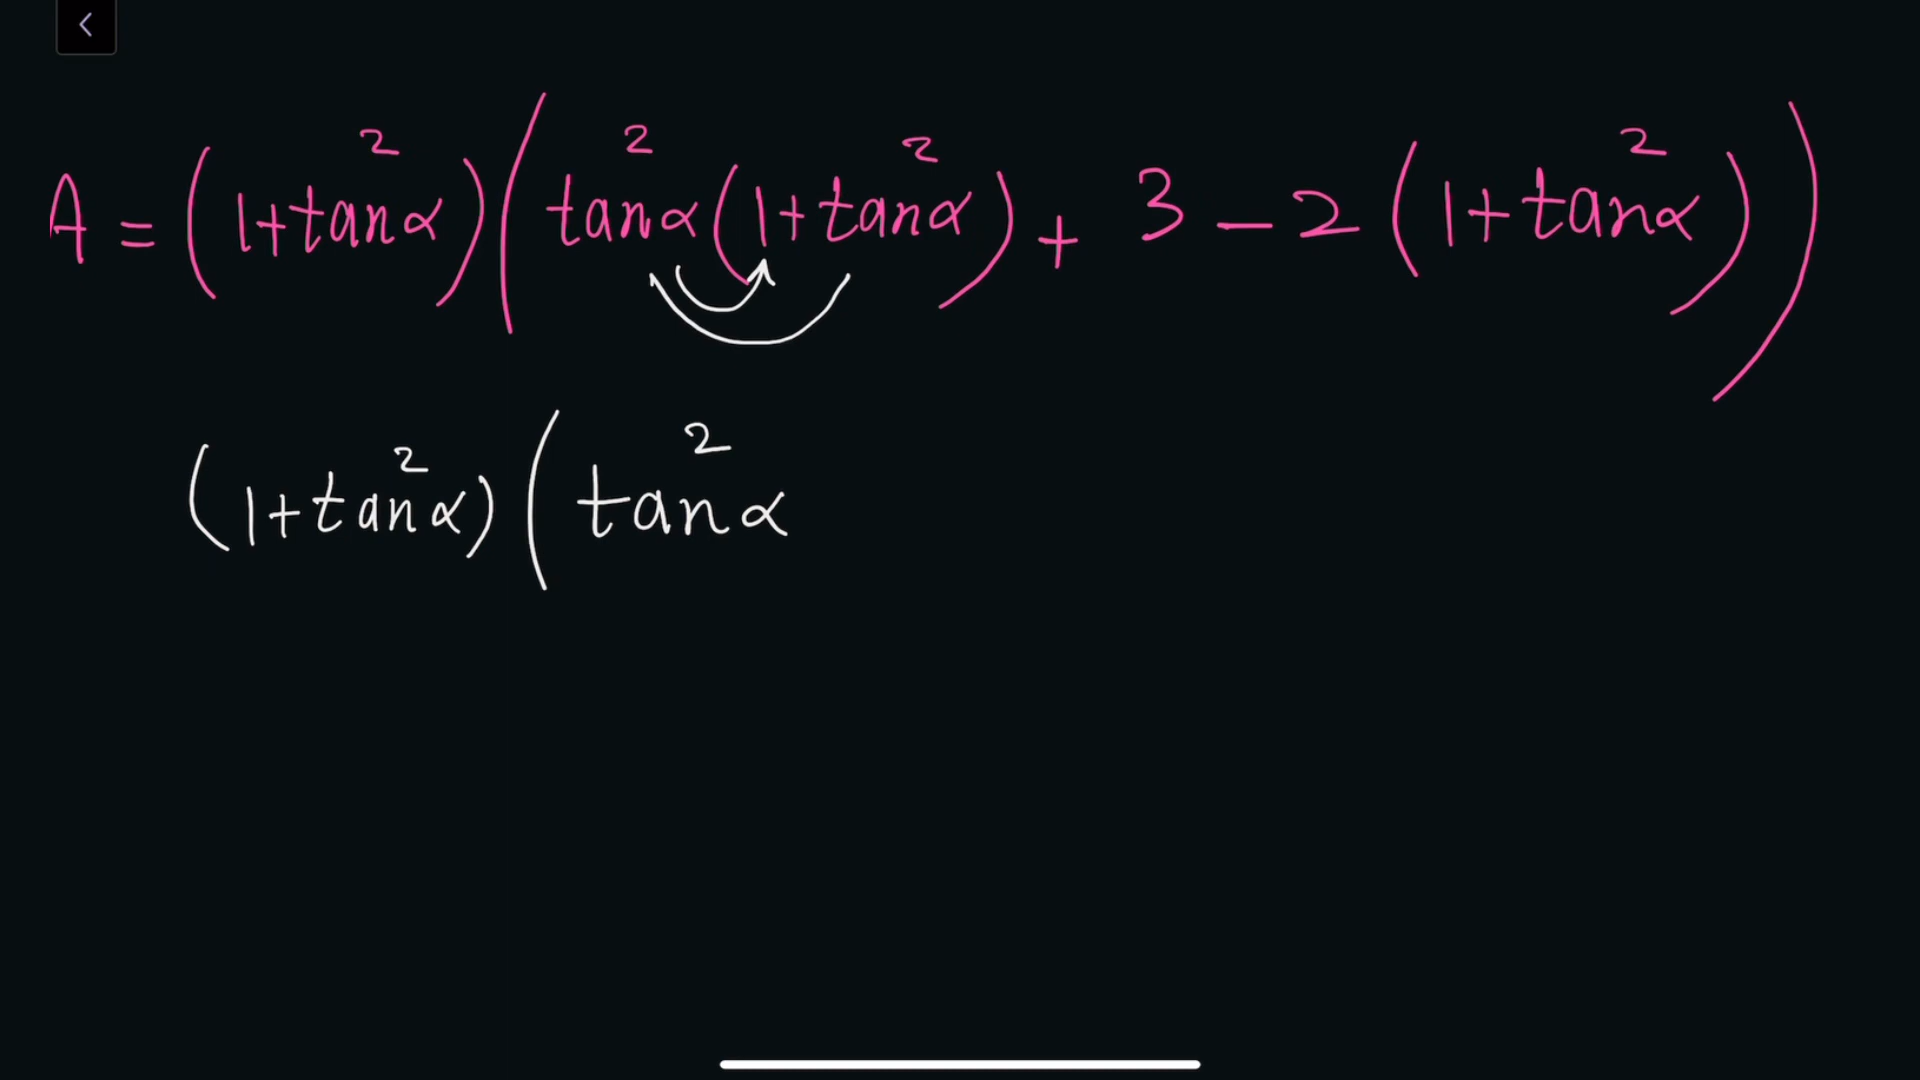 A = (1+tan²α)(tan²α(1+tan²α) + 3 − 2(1+tan²α))
(1+tan²α)(tan²α